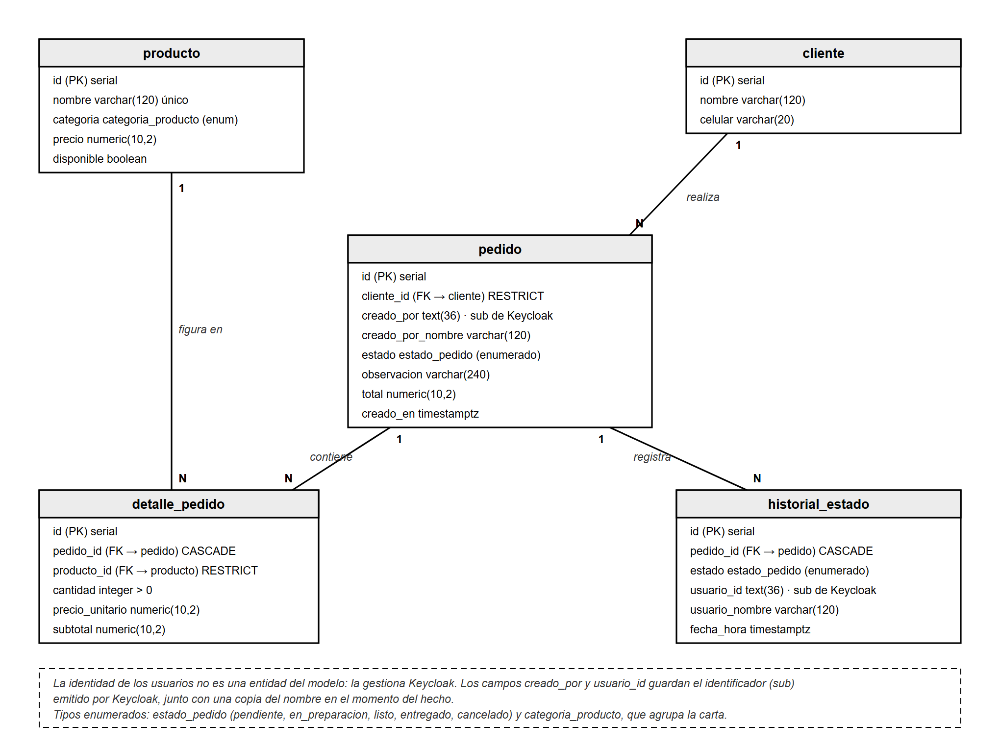 producto
id (PK) serial
nombre varchar(120) único
categoria categoria_producto (enum)
precio numeric(10,2)
disponible boolean
cliente
id (PK) serial
nombre varchar(120)
celular varchar(20)
1
1
realiza
N
pedido
id (PK) serial
cliente_id (FK → cliente) RESTRICT
creado_por text(36) · sub de Keycloak
creado_por_nombre varchar(120)
estado estado_pedido (enumerado)
observacion varchar(240)
total numeric(10,2)
creado_en timestamptz
figura en
1
1
contiene
registra
N
N
N
detalle_pedido
id (PK) serial
pedido_id (FK → pedido) CASCADE
producto_id (FK → producto) RESTRICT
cantidad integer > 0
precio_unitario numeric(10,2)
subtotal numeric(10,2)
historial_estado
id (PK) serial
pedido_id (FK → pedido) CASCADE
estado estado_pedido (enumerado)
usuario_id text(36) · sub de Keycloak
usuario_nombre varchar(120)
fecha_hora timestamptz
La identidad de los usuarios no es una entidad del modelo: la gestiona Keycloak. Los campos creado_por y usuario_id guardan el identificador (sub)
emitido por Keycloak, junto con una copia del nombre en el momento del hecho.
Tipos enumerados: estado_pedido (pendiente, en_preparacion, listo, entregado, cancelado) y categoria_producto, que agrupa la carta.